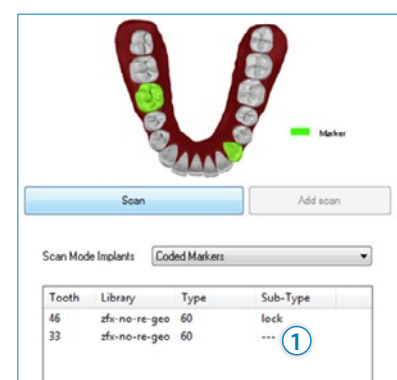 Marker
Scan Add scan
Scan Mode Implants Coded Markers
Tooth Library Type Sub-Type
46 zfx-no-re-geo 60 lock
33 zfx-no-re-geo 60 ---
1